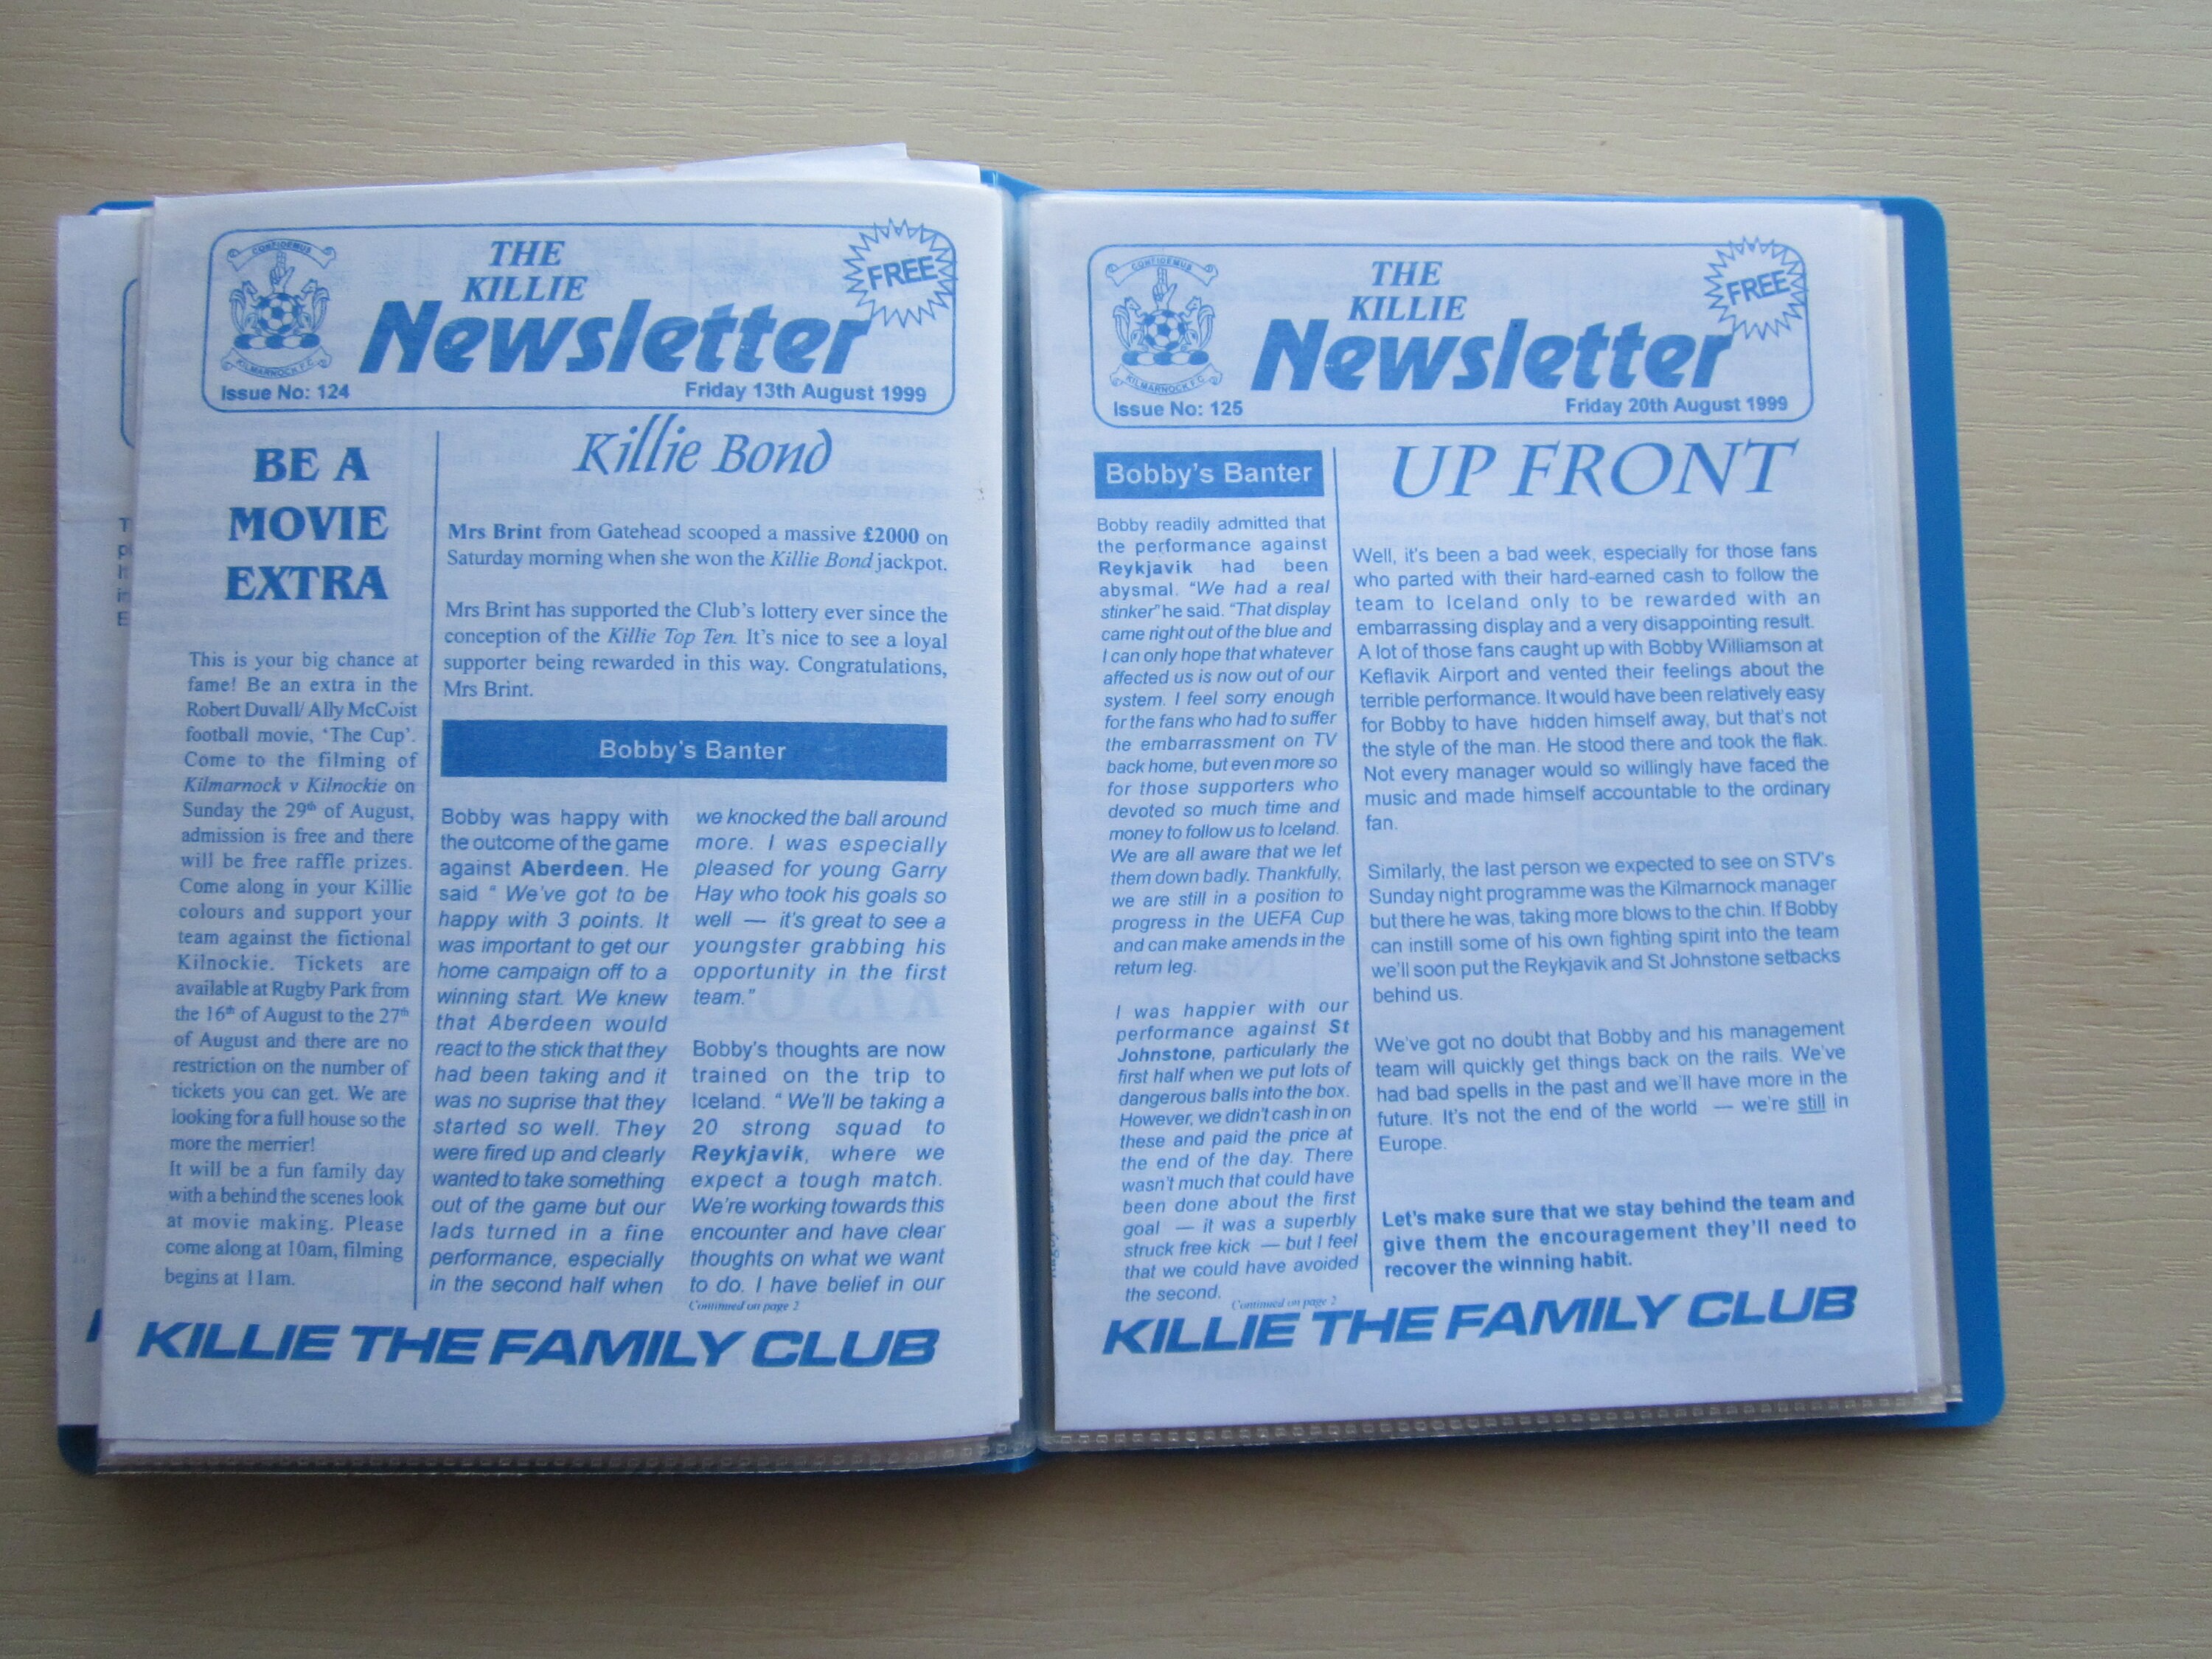 CONFIDEMUS
KILMARNOCK F.C.
THE
KILLIE
Newsletter
FREE
Issue No: 124
Friday 13th August 1999
BE A
MOVIE
EXTRA
This is your big chance at
fame! Be an extra in the
Robert Duvall/ Ally McCoist
football movie, ‘The Cup’.
Come to the filming of
Kilmarnock v Kilnockie on
Sunday the 29th of August,
admission is free and there
will be free raffle prizes.
Come along in your Killie
colours and support your
team against the fictional
Kilnockie. Tickets are
available at Rugby Park from
the 16th of August to the 27th
of August and there are no
restriction on the number of
tickets you can get. We are
looking for a full house so the
more the merrier!
It will be a fun family day
with a behind the scenes look
at movie making. Please
come along at 10am, filming
begins at 11am.
Killie Bond
Mrs Brint from Gatehead scooped a massive £2000 on
Saturday morning when she won the Killie Bond jackpot.
Mrs Brint has supported the Club's lottery ever since the
conception of the Killie Top Ten. It's nice to see a loyal
supporter being rewarded in this way. Congratulations,
Mrs Brint.
Bobby's Banter
Bobby was happy with
the outcome of the game
against Aberdeen. He
said “ We've got to be
happy with 3 points. It
was important to get our
home campaign off to a
winning start. We knew
that Aberdeen would
react to the stick that they
had been taking and it
was no suprise that they
started so well. They
were fired up and clearly
wanted to take something
out of the game but our
lads turned in a fine
performance, especially
in the second half when
we knocked the ball around
more. I was especially
pleased for young Garry
Hay who took his goals so
well — it's great to see a
youngster grabbing his
opportunity in the first
team.”
Bobby's thoughts are now
trained on the trip to
Iceland. “ We'll be taking a
20 strong squad to
Reykjavik, where we
expect a tough match.
We're working towards this
encounter and have clear
thoughts on what we want
to do. I have belief in our
Continued on page 2
KILLIE THE FAMILY CLUB
CONFIDEMUS
KILMARNOCK F.C.
THE
KILLIE
Newsletter
FREE
Issue No: 125
Friday 20th August 1999
Bobby's Banter
Bobby readily admitted that
the performance against
Reykjavik had been
abysmal. “We had a real
stinker” he said. “That display
came right out of the blue and
I can only hope that whatever
affected us is now out of our
system. I feel sorry enough
for the fans who had to suffer
the embarrassment on TV
back home, but even more so
for those supporters who
devoted so much time and
money to follow us to Iceland.
We are all aware that we let
them down badly. Thankfully,
we are still in a position to
progress in the UEFA Cup
and can make amends in the
return leg.
I was happier with our
performance against St
Johnstone, particularly the
first half when we put lots of
dangerous balls into the box.
However, we didn't cash in on
these and paid the price at
the end of the day. There
wasn't much that could have
been done about the first
goal — it was a superbly
struck free kick — but I feel
that we could have avoided
the second.
Continued on page 2
UP FRONT
Well, it's been a bad week, especially for those fans
who parted with their hard-earned cash to follow the
team to Iceland only to be rewarded with an
embarrassing display and a very disappointing result.
A lot of those fans caught up with Bobby Williamson at
Keflavik Airport and vented their feelings about the
terrible performance. It would have been relatively easy
for Bobby to have hidden himself away, but that's not
the style of the man. He stood there and took the flak.
Not every manager would so willingly have faced the
music and made himself accountable to the ordinary
fan.
Similarly, the last person we expected to see on STV's
Sunday night programme was the Kilmarnock manager
but there he was, taking more blows to the chin. If Bobby
can instill some of his own fighting spirit into the team
we'll soon put the Reykjavik and St Johnstone setbacks
behind us.
We've got no doubt that Bobby and his management
team will quickly get things back on the rails. We've
had bad spells in the past and we'll have more in the
future. It's not the end of the world — we're still in
Europe.
Let's make sure that we stay behind the team and
give them the encouragement they'll need to
recover the winning habit.
KILLIE THE FAMILY CLUB